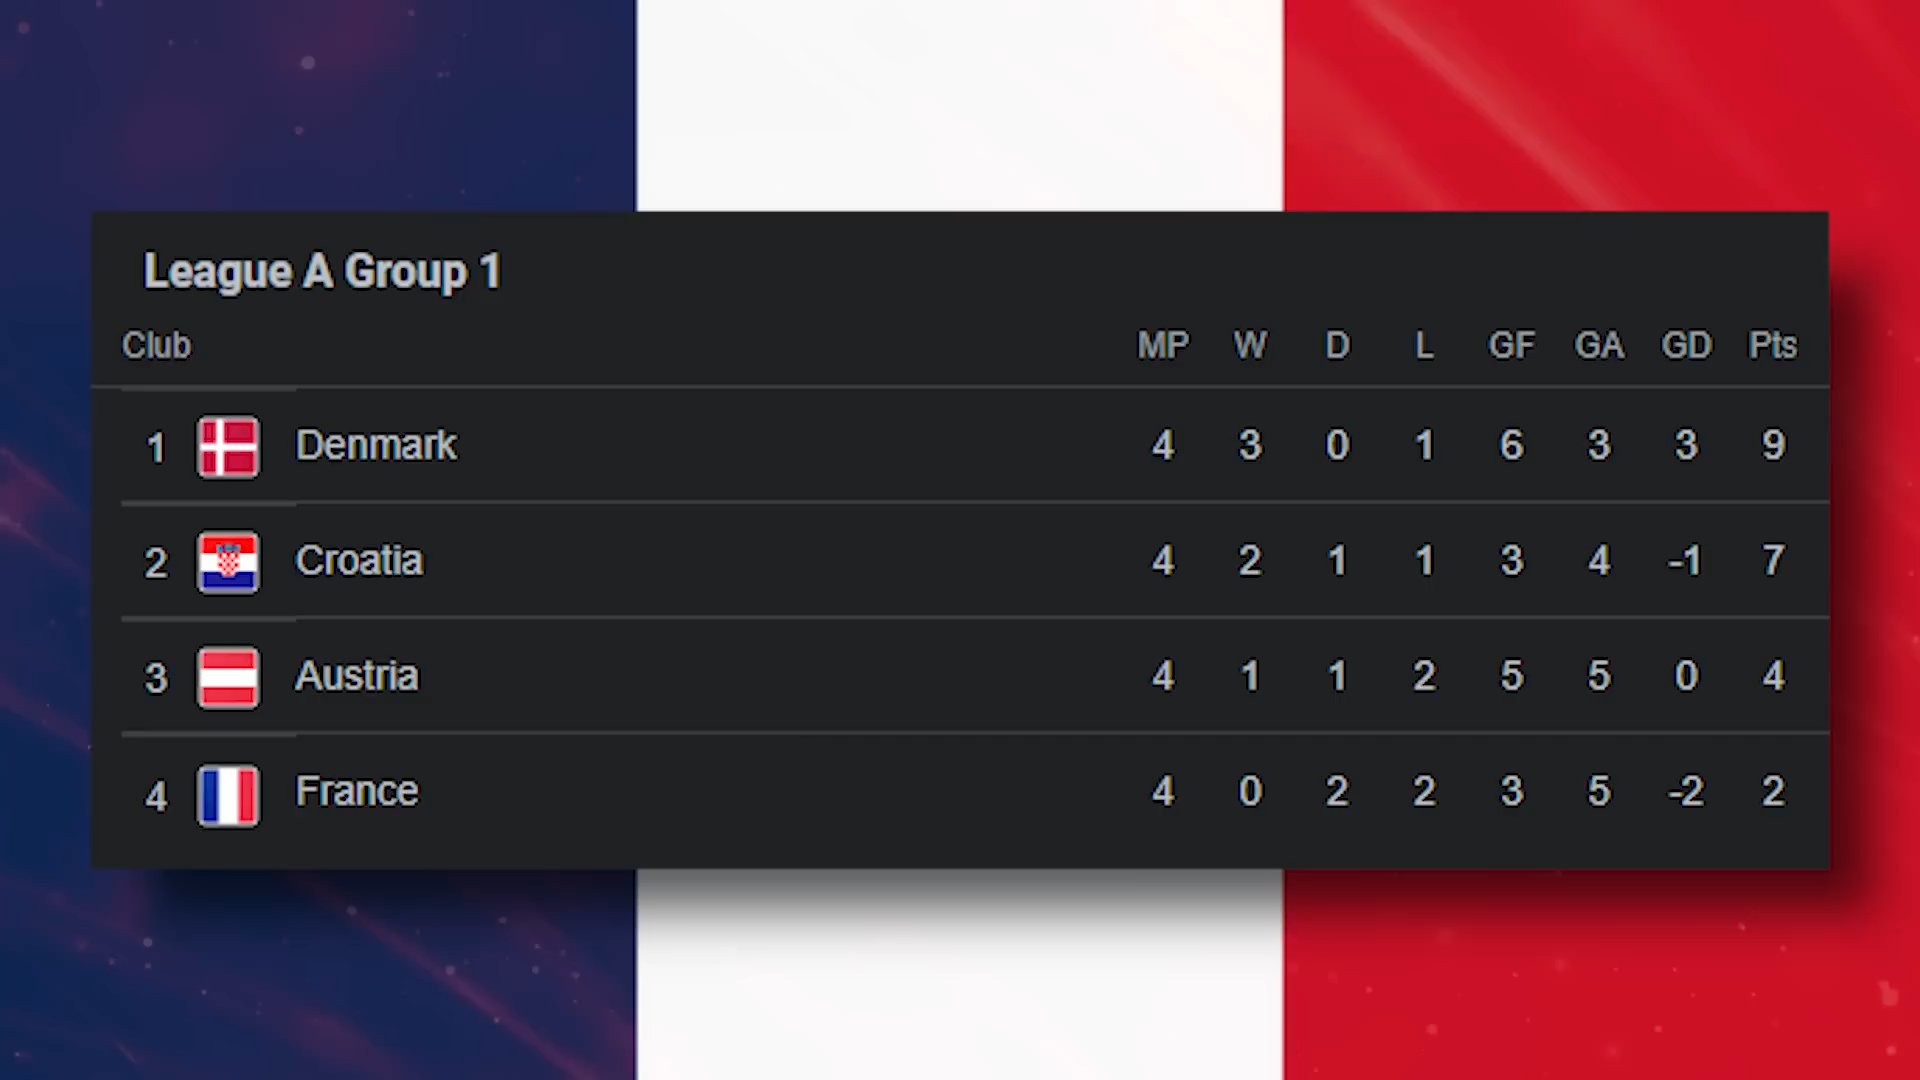 League A Group 1
Club MP W D L GF GA GD Pts
1 Denmark 4 3 0 1 6 3 3 9
2 Croatia 4 2 1 1 3 4 -1 7
3 Austria 4 1 1 2 5 5 0 4
4 France 4 0 2 2 3 5 -2 2